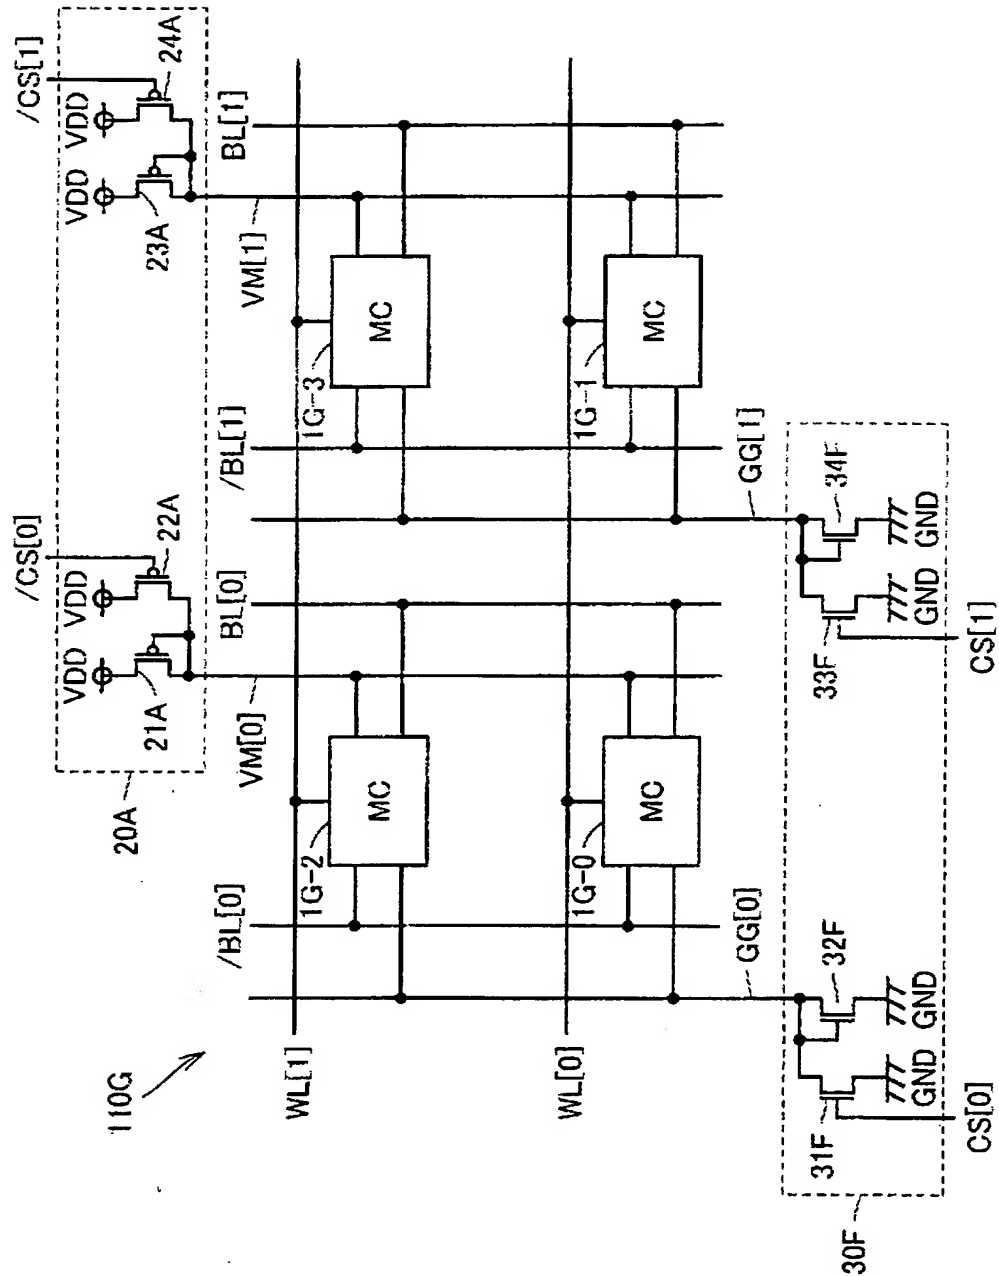 /CS[0]
/CS[1]
VDD
VDD
VDD
VDD
21A
22A
23A
24A
20A
110G
/BL[0]
VM[0]
BL[0]
/BL[1]
VM[1]
BL[1]
WL[1]
1G-2
MC
1G-3
MC
WL[0]
1G-0
MC
1G-1
MC
GG[0]
GG[1]
31F
32F
33F
34F
GND
GND
GND
GND
30F
CS[0]
CS[1]